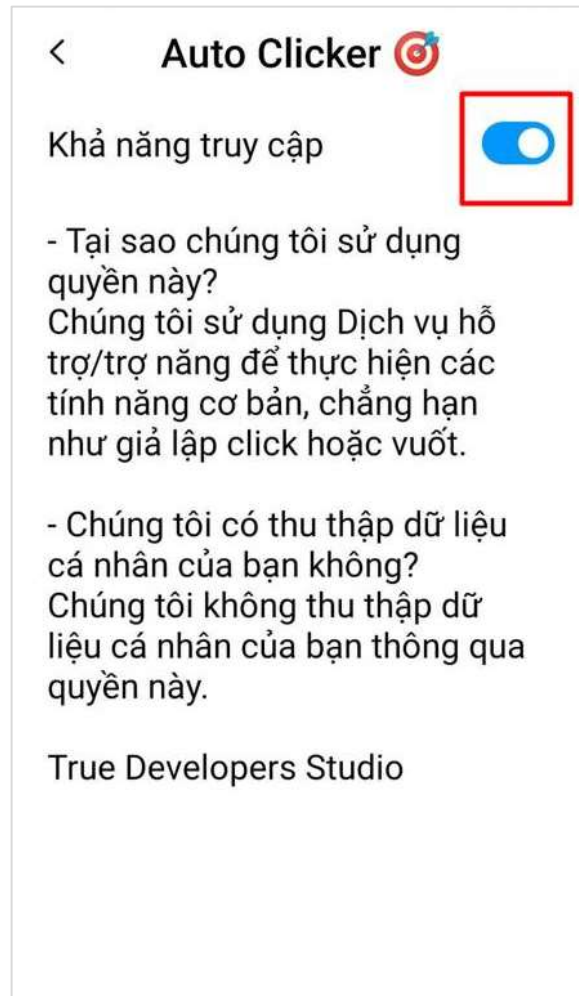 Auto Clicker 🎯
Khả năng truy cập
- Tại sao chúng tôi sử dụng
quyền này?
Chúng tôi sử dụng Dịch vụ hỗ
trợ/trợ năng để thực hiện các
tính năng cơ bản, chẳng hạn
như giả lập click hoặc vuốt.
- Chúng tôi có thu thập dữ liệu
cá nhân của bạn không?
Chúng tôi không thu thập dữ
liệu cá nhân của bạn thông qua
quyền này.
True Developers Studio